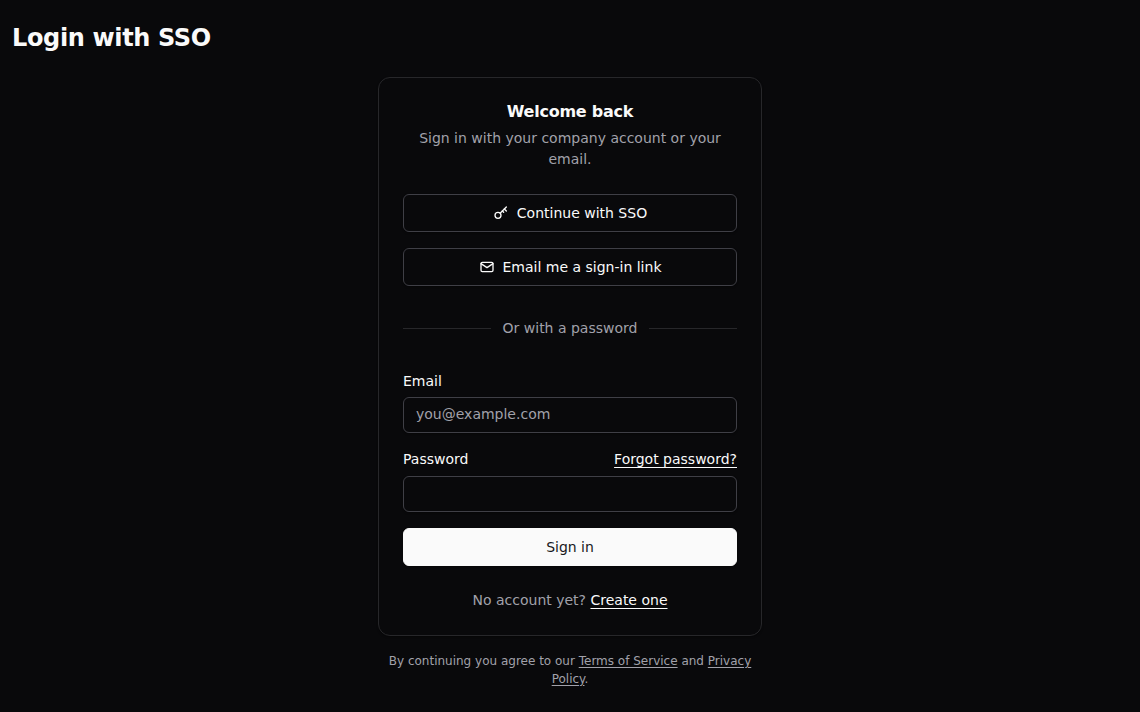 Login with SSO
Welcome back
Sign in with your company account or your
email.
Continue with SSO
Email me a sign-in link
Or with a password
Email
you@example.com
Password Forgot password?
Sign in
No account yet? Create one
By continuing you agree to our Terms of Service and Privacy
Policy.